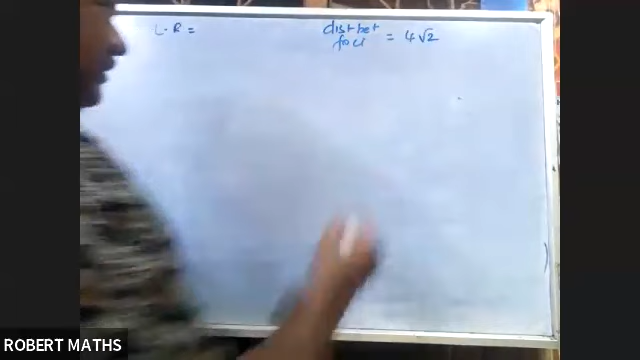 L.R =
dist bet
foci = 4√2
ROBERT MATHS